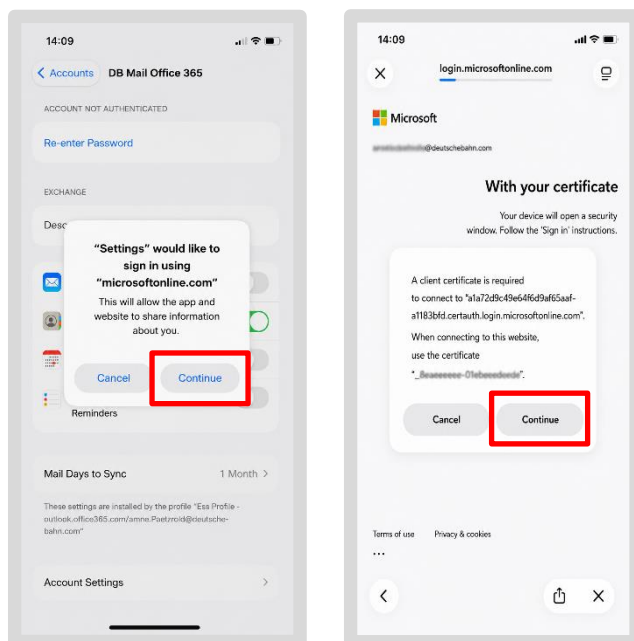 14:09
Accounts
DB Mail Office 365
ACCOUNT NOT AUTHENTICATED
Re-enter Password
EXCHANGE
Desc
"Settings" would like to
sign in using
"microsoftonline.com"
This will allow the app and
website to share information
about you.
Cancel
Continue
Reminders
Mail Days to Sync
1 Month
These settings are installed by the profile "Ess Profile -
outlook.office365.com/amne.Paetzroid@deutsche-
bahn.com"
Account Settings
14:09
login.microsoftonline.com
Microsoft
@deutschebahn.com
With your certificate
Your device will open a security
window. Follow the 'Sign in' instructions.
A client certificate is required
to connect to "a1a72d9c49e64f6d9af65aaf-
a1183bfd.certauth.login.microsoftonline.com".
When connecting to this website,
use the certificate
Cancel
Continue
Terms of use
Privacy & cookies
...